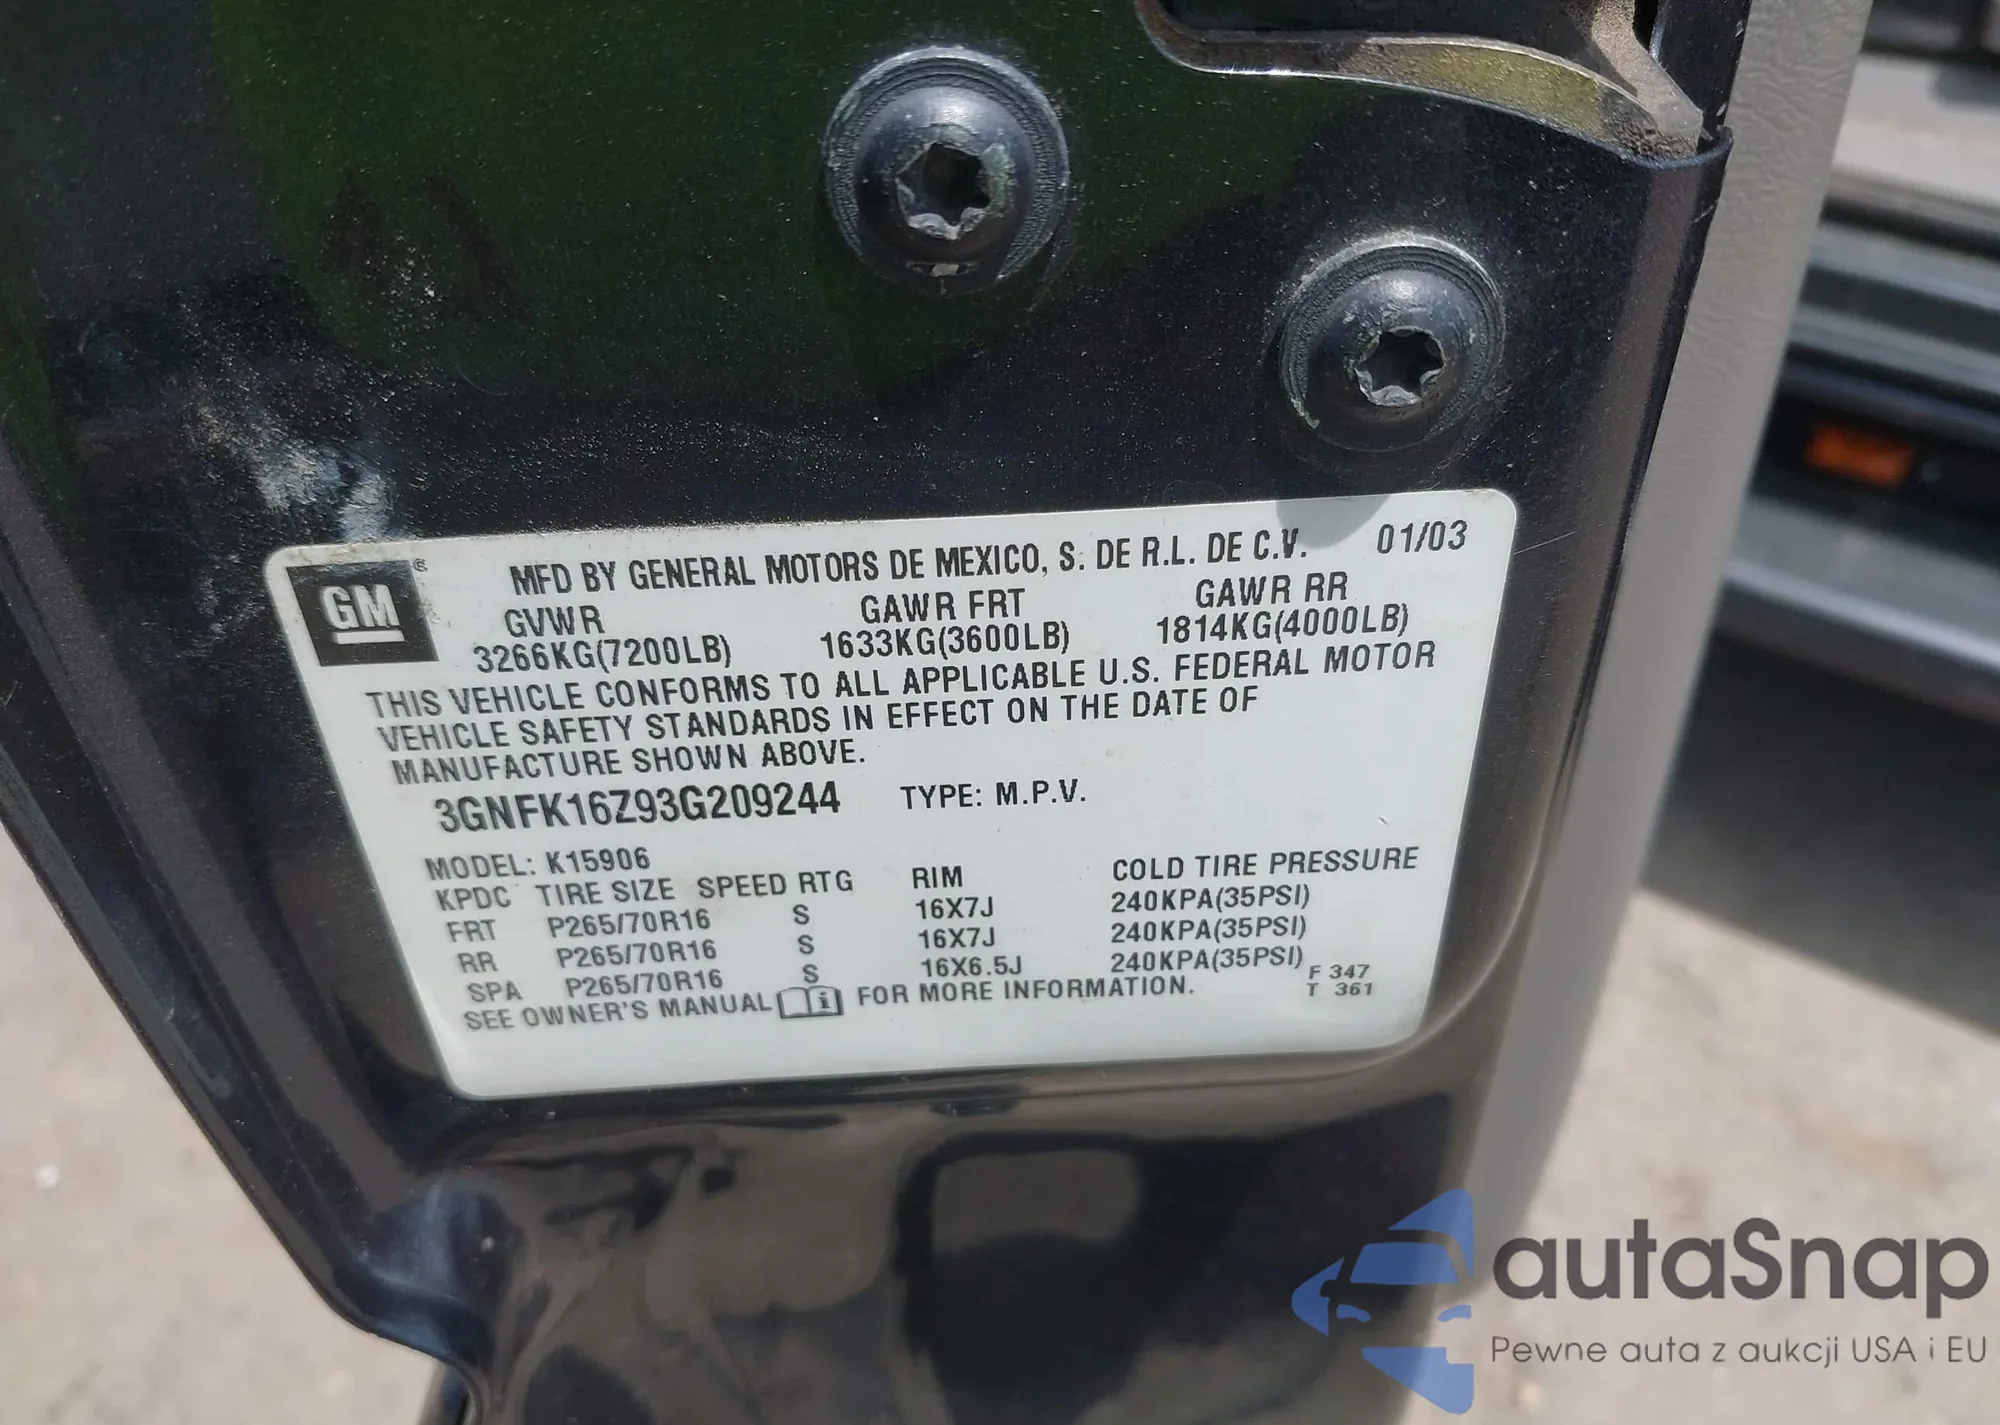 GM®
MFD BY GENERAL MOTORS DE MEXICO, S. DE R.L. DE C.V. 01/03
GVWR GAWR FRT GAWR RR
3266KG(7200LB) 1633KG(3600LB) 1814KG(4000LB)
THIS VEHICLE CONFORMS TO ALL APPLICABLE U.S. FEDERAL MOTOR
VEHICLE SAFETY STANDARDS IN EFFECT ON THE DATE OF
MANUFACTURE SHOWN ABOVE.
3GNFK16Z93G209244 TYPE: M.P.V.
MODEL: K15906
KPDC TIRE SIZE SPEED RTG RIM COLD TIRE PRESSURE
FRT P265/70R16 S 16X7J 240KPA(35PSI)
RR P265/70R16 S 16X7J 240KPA(35PSI)
SPA P265/70R16 S 16X6.5J 240KPA(35PSI)
SEE OWNER'S MANUAL FOR MORE INFORMATION.
F 347
T 361
autaSnap
Pewne auta z aukcji USA i EU